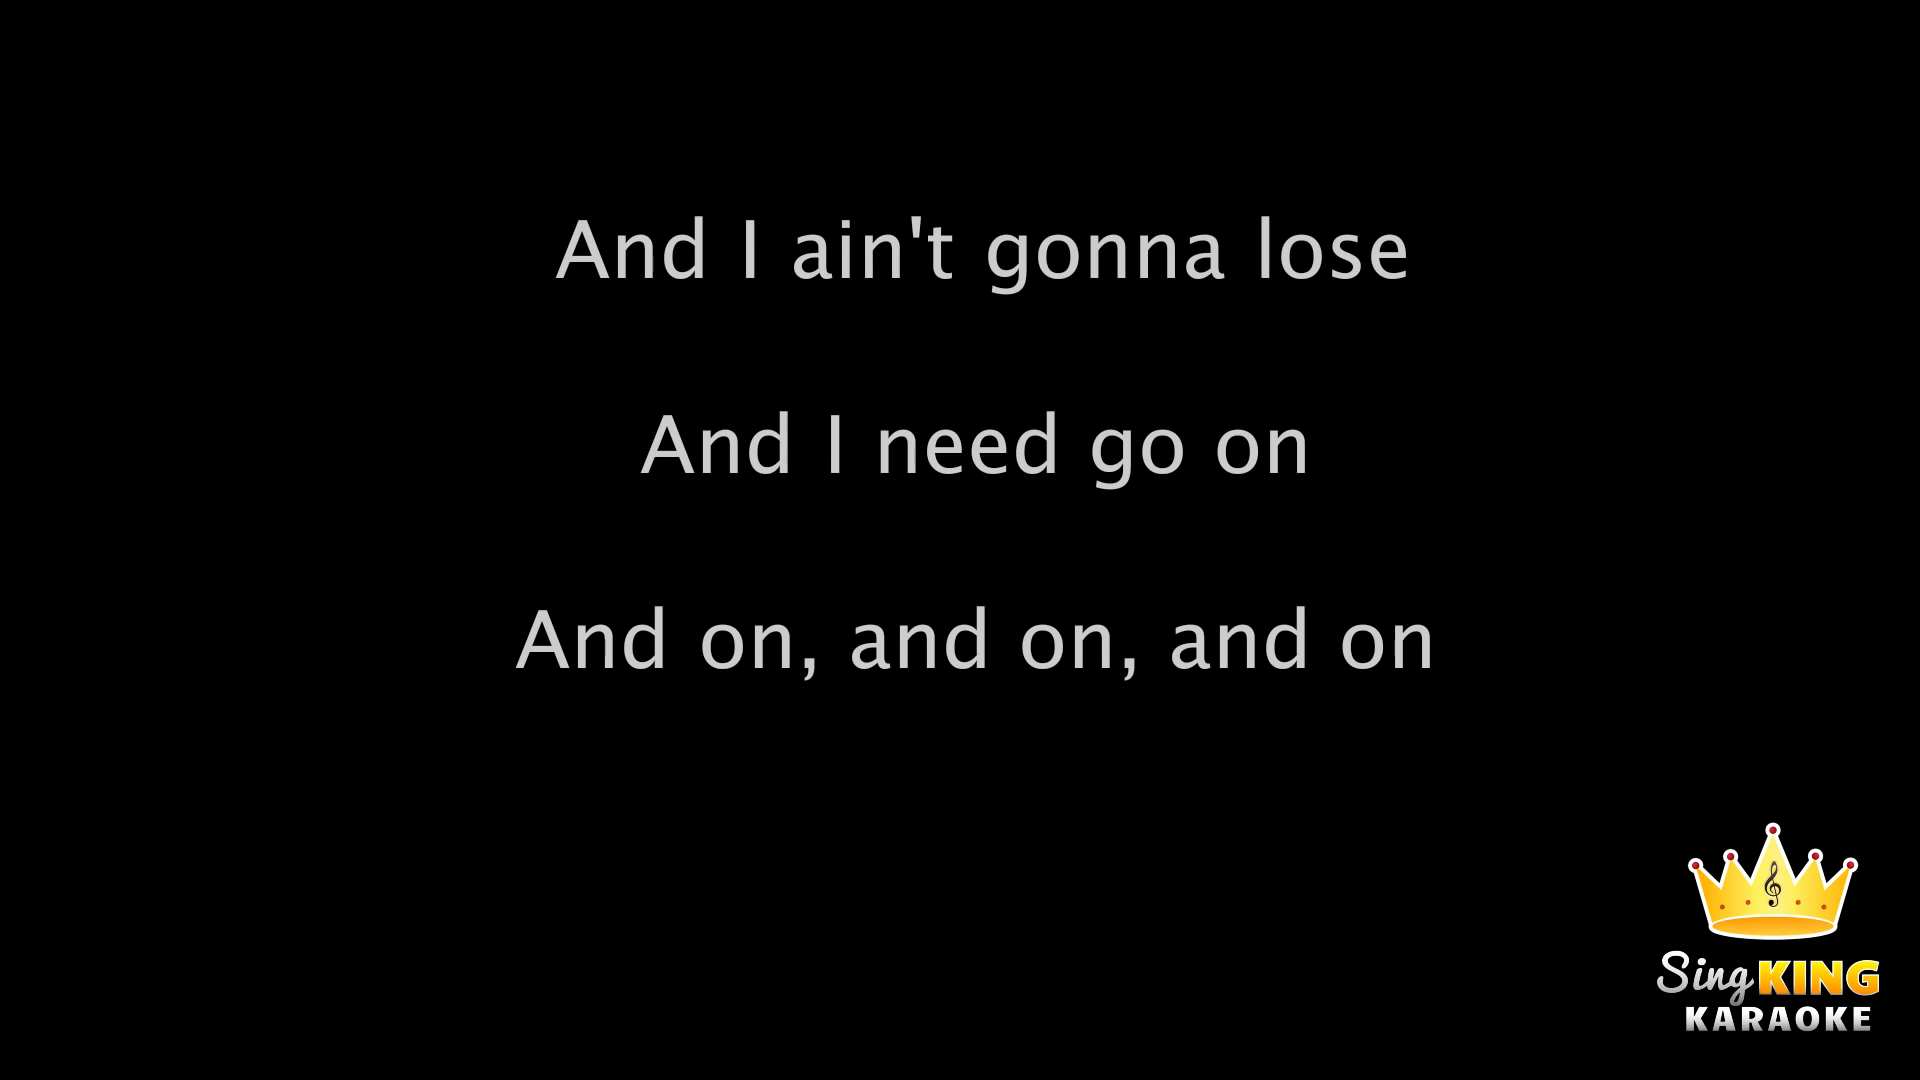 And I ain't gonna lose
And I need go on
And on, and on, and on
Sing KING
KARAOKE